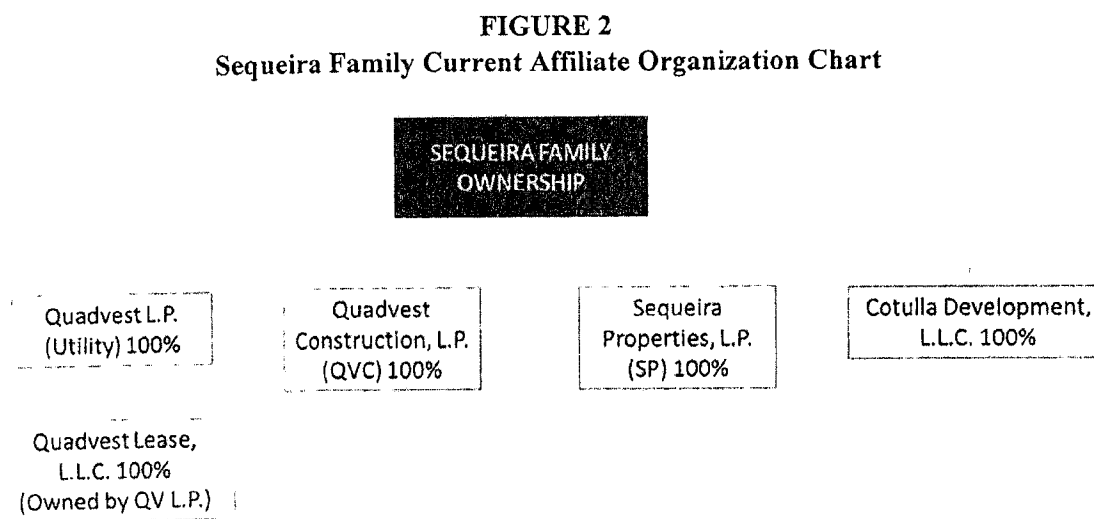 FIGURE 2
Sequeira Family Current Affiliate Organization Chart
SEQUEIRA FAMILY
OWNERSHIP
Quadvest L.P.
(Utility) 100%
Quadvest
Construction, L.P.
(QVC) 100%
Sequeira
Properties, L.P.
(SP) 100%
Cotulla Development,
L.L.C. 100%
Quadvest Lease,
L.L.C. 100%
(Owned by QV L.P.)